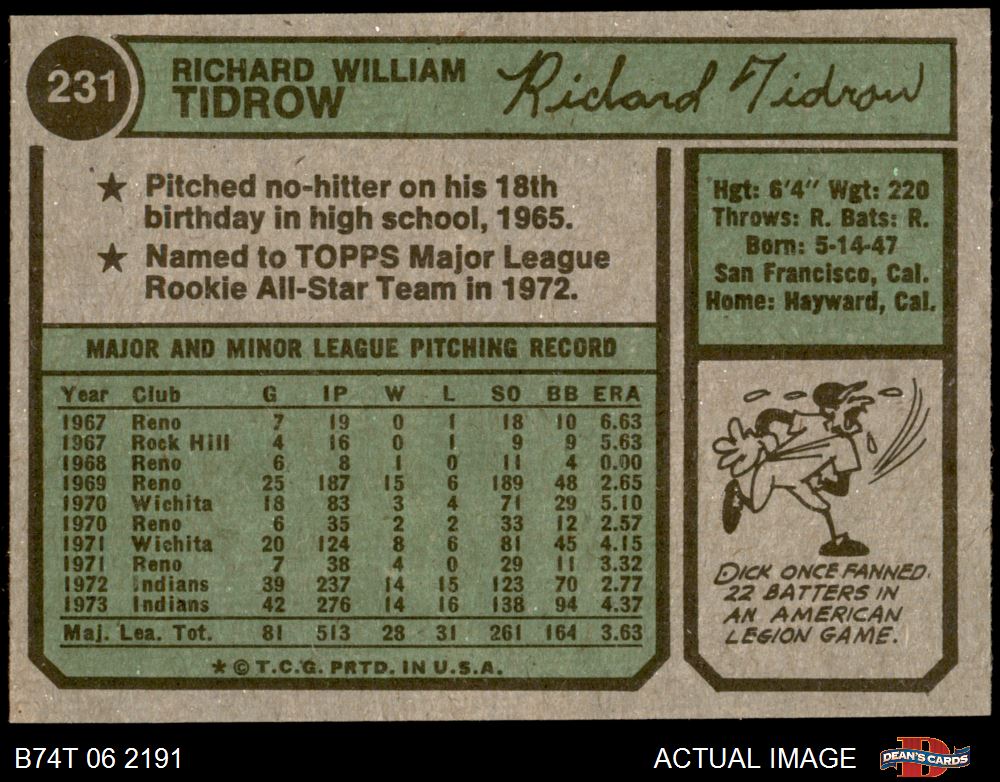 231
RICHARD WILLIAM
TIDROW
Richard Tidrow
★ Pitched no-hitter on his 18th
birthday in high school, 1965.
★ Named to TOPPS Major League
Rookie All-Star Team in 1972.
Hgt: 6'4" Wgt: 220
Throws: R. Bats: R.
Born: 5-14-47
San Francisco, Cal.
Home: Hayward, Cal.
MAJOR AND MINOR LEAGUE PITCHING RECORD
Year Club G IP W L SO BB ERA
1967 Reno 7 19 0 1 18 10 6.63
1967 Rock Hill 4 16 0 1 9 9 5.63
1968 Reno 6 8 1 0 11 4 0.00
1969 Reno 25 187 15 6 189 48 2.65
1970 Wichita 18 83 3 4 71 29 5.10
1970 Reno 6 35 2 2 33 12 2.57
1971 Wichita 20 124 8 6 81 45 4.15
1971 Reno 7 38 4 0 29 11 3.32
1972 Indians 39 237 14 15 123 70 2.77
1973 Indians 42 276 14 16 138 94 4.37
Maj. Lea. Tot. 81 513 28 31 261 164 3.63
★ © T.C.G. PRTD. IN U.S.A.
DICK ONCE FANNED
22 BATTERS IN
AN AMERICAN
LEGION GAME.
B74T 06 2191
ACTUAL IMAGE
DEAN'S CARDS